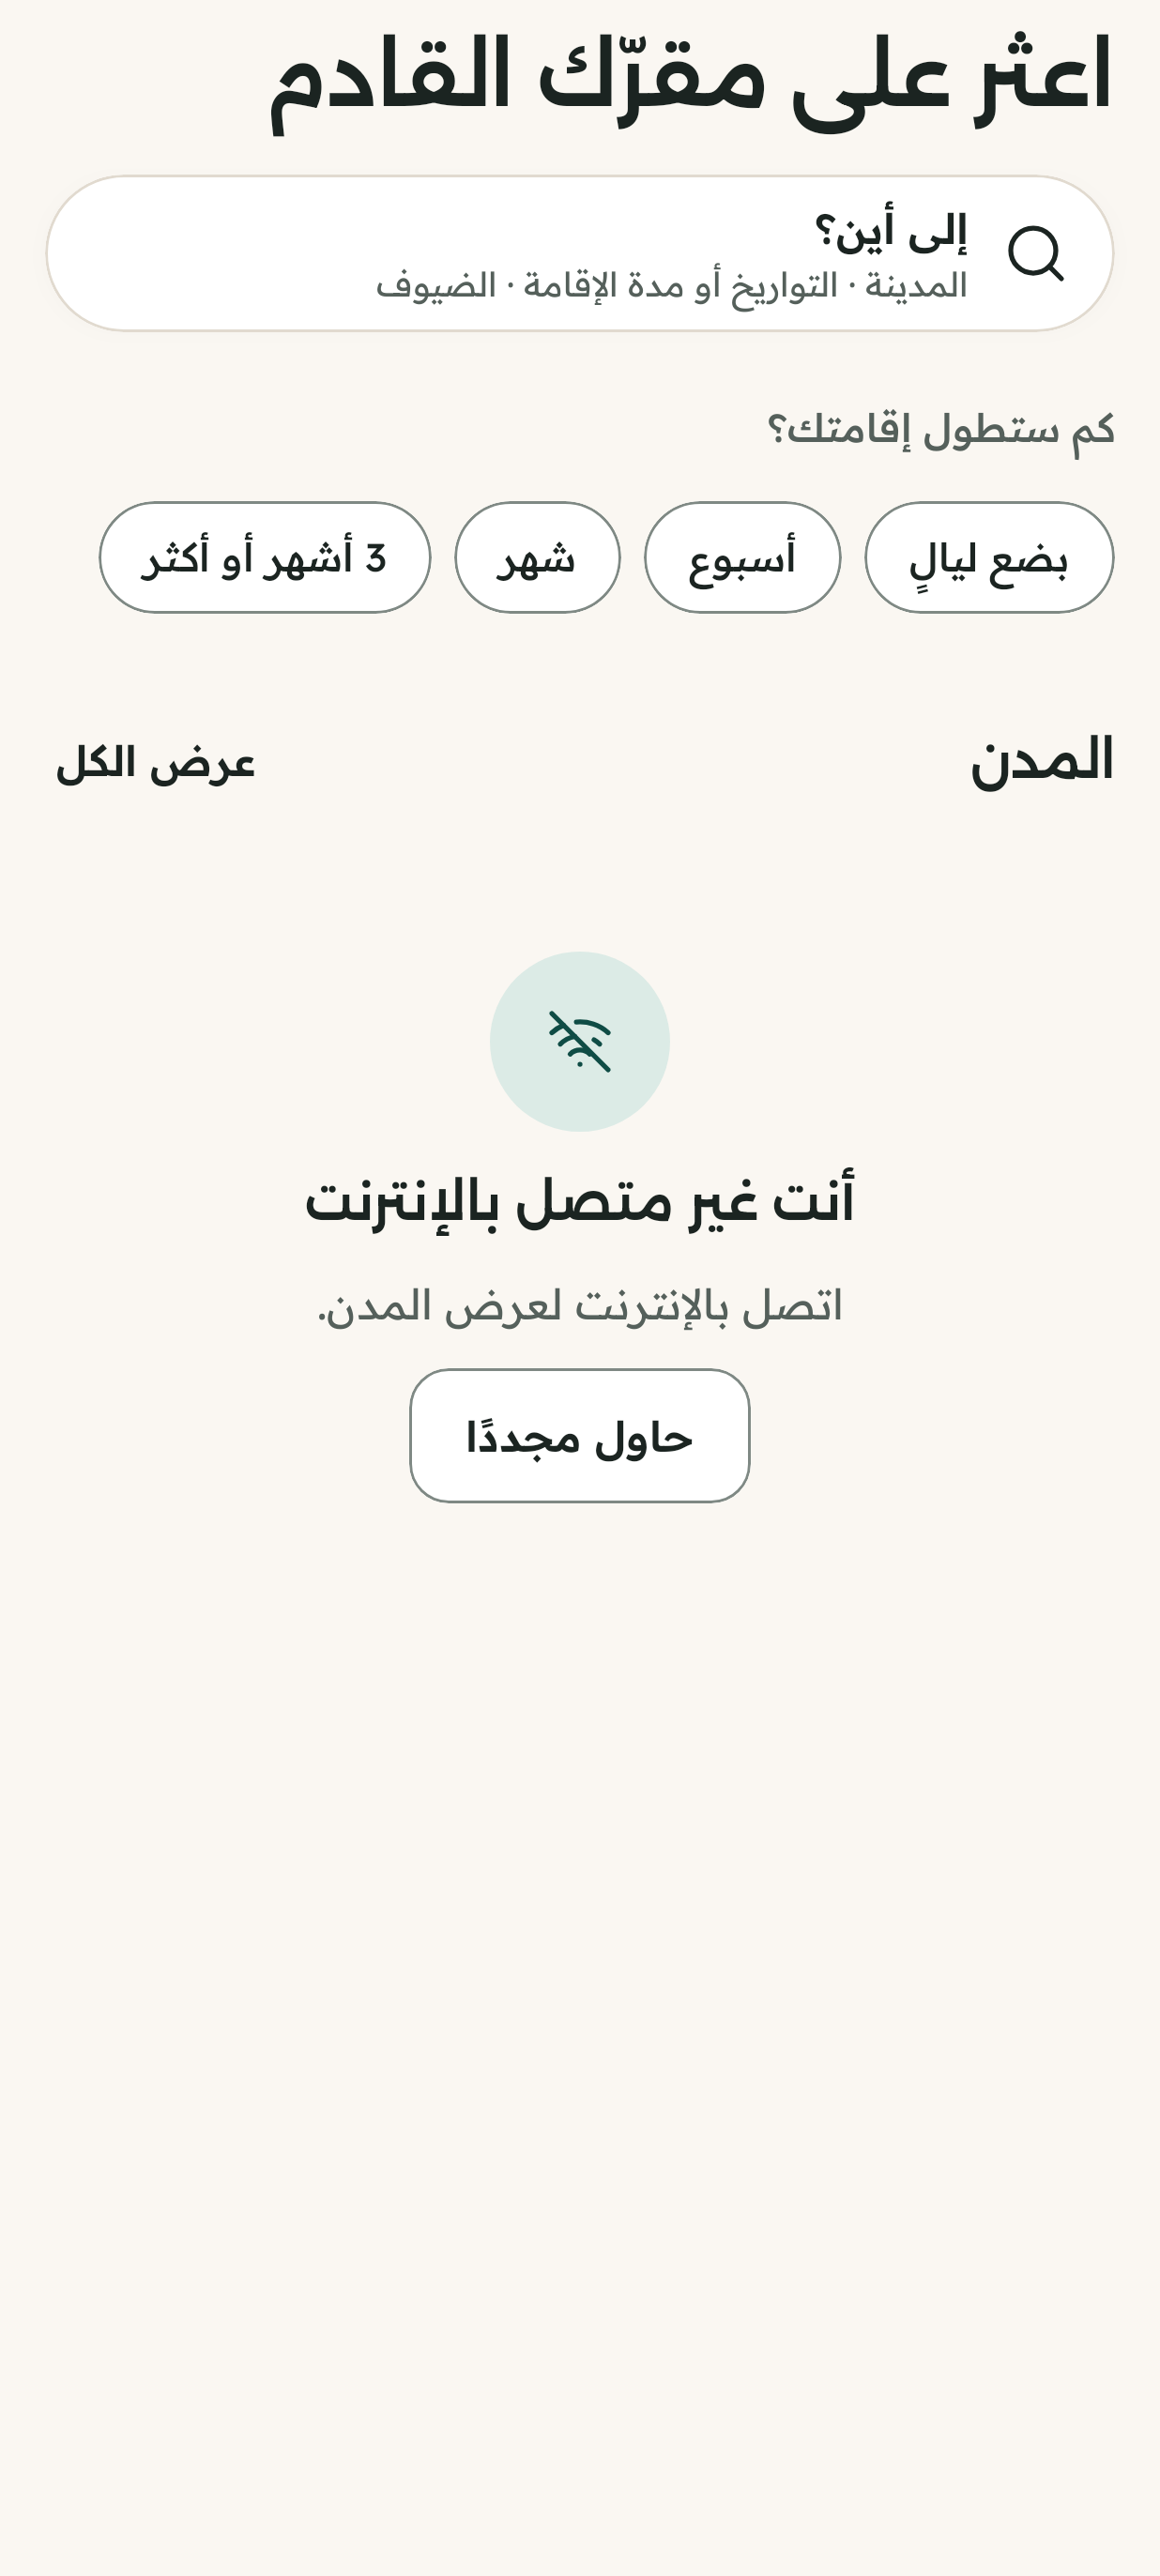 اعثر على مقرّك القادم
إلى أين؟
المدينة · التواريخ أو مدة الإقامة · الضيوف
كم ستطول إقامتك؟
بضع ليالٍ
أسبوع
شهر
3 أشهر أو أكثر
المدن
عرض الكل
أنت غير متصل بالإنترنت
اتصل بالإنترنت لعرض المدن.
حاول مجددًا